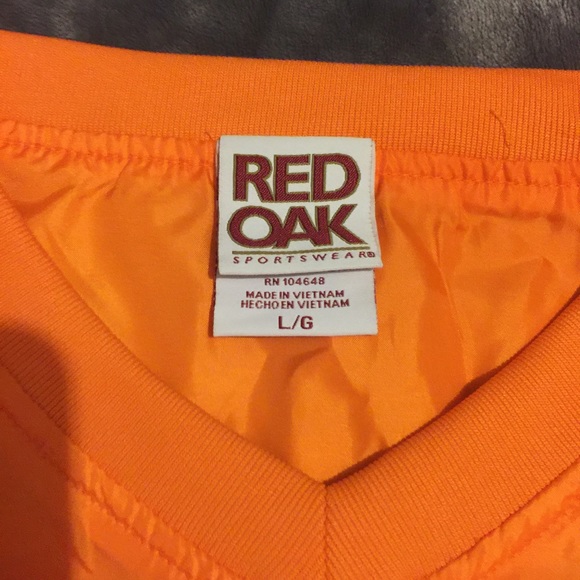 RED
OAK
SPORTSWEAR®
RN 104648
MADE IN VIETNAM
HECHO EN VIETNAM
L/G